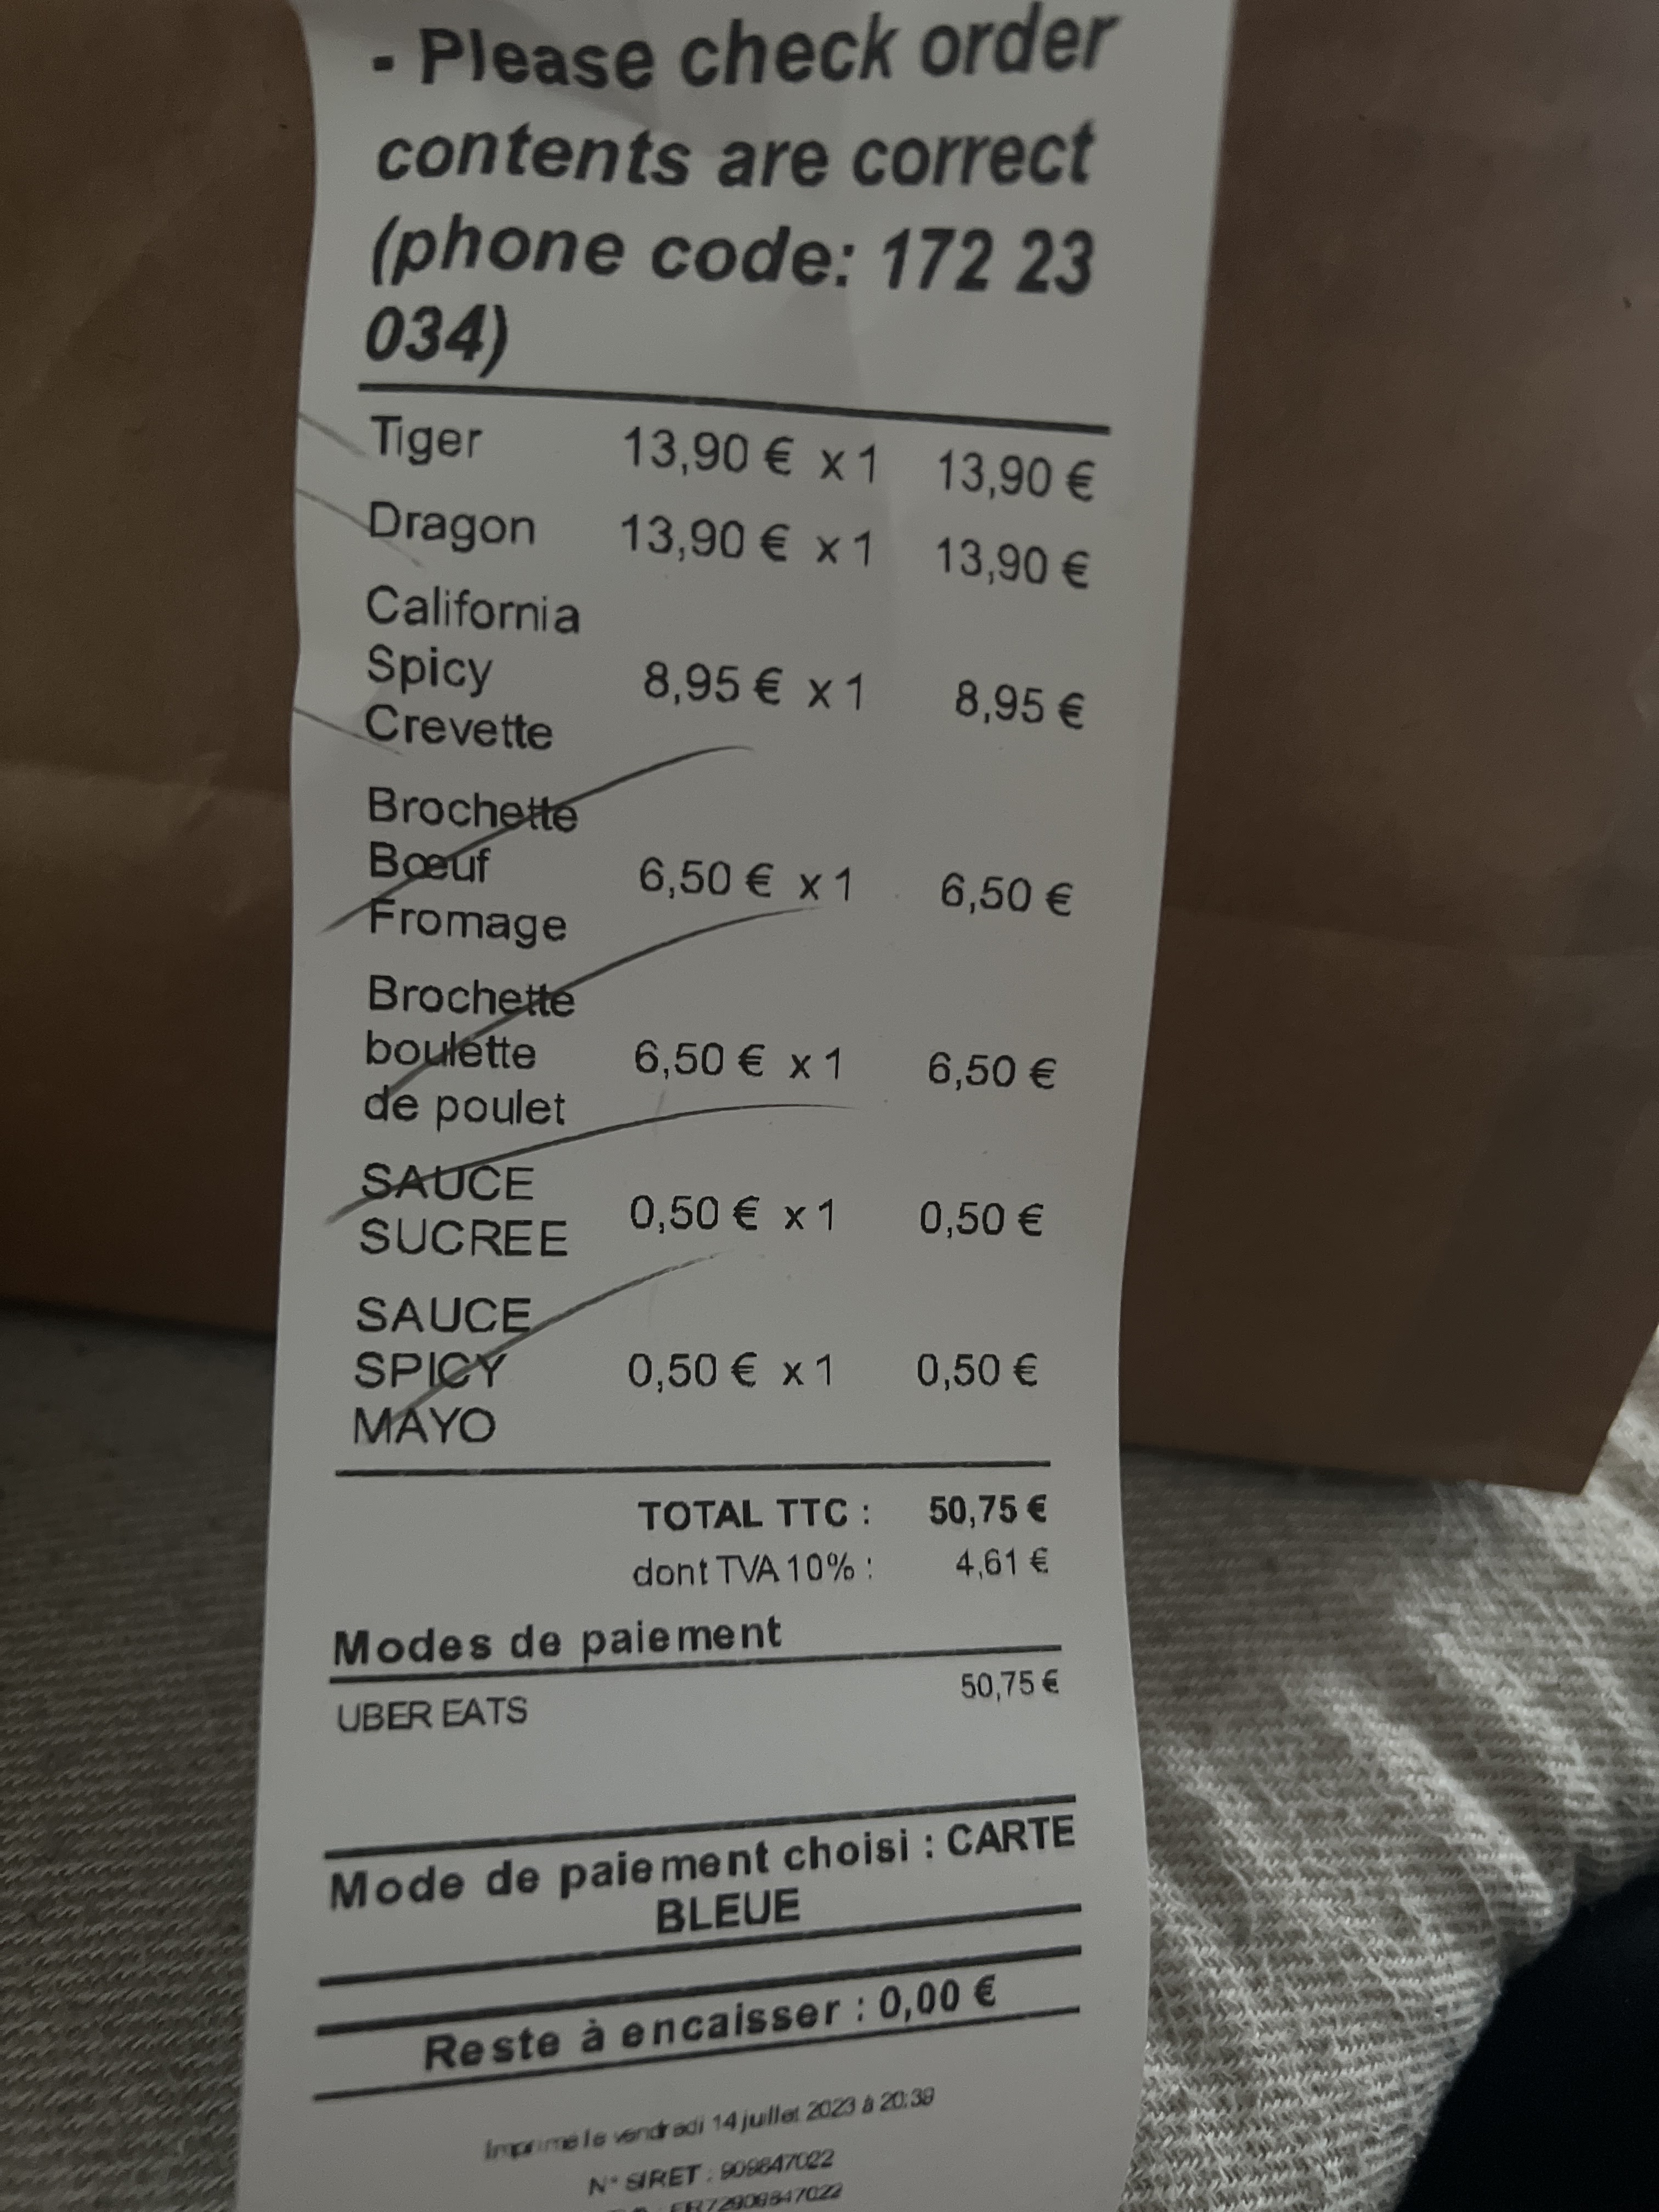 - Please check order
contents are correct
(phone code: 172 23
034)
Tiger 13,90 € x 1 13,90 €
Dragon 13,90 € x 1 13,90 €
California
Spicy 8,95 € x 1 8,95 €
Crevette
Brochette
Bœuf 6,50 € x 1 6,50 €
Fromage
Brochette
boulette 6,50 € x 1 6,50 €
de poulet
SAUCE 0,50 € x 1 0,50 €
SUCREE
SAUCE
SPICY 0,50 € x 1 0,50 €
MAYO
TOTAL TTC : 50,75 €
dont TVA 10% : 4,61 €
Modes de paiement
UBER EATS 50,75 €
Mode de paiement choisi : CARTE
BLEUE
Reste à encaisser : 0,00 €
Imprimé le vendredi 14 juillet 2023 à 20:39
N° SIRET : 909847022
FR72909847022